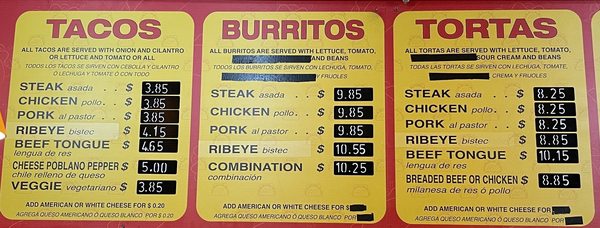 TACOS
ALL TACOS ARE SERVED WITH ONION AND CILANTRO
OR LETTUCE AND TOMATO OR ALL
TODOS LOS TACOS SE SIRVEN CON CEBOLLA Y CILANTRO
O LECHUGA Y TOMATE O CON TODO
STEAK asada . . $ 3.85
CHICKEN pollo . $ 3.85
PORK al pastor . . $ 3.85
RIBEYE bistec $ 4.15
BEEF TONGUE $ 4.65
lengua de res
CHEESE POBLANO PEPPER $ 5.00
chile relleno de queso
VEGGIE vegetariano $ 3.85
ADD AMERICAN OR WHITE CHEESE FOR $ 0.20
AGREGA QUESO AMERICANO Ó QUESO BLANCO POR $ 0.20
BURRITOS
ALL BURRITOS ARE SERVED WITH LETTUCE, TOMATO,
AND BEANS
TODOS LOS BURRITOS SE SIRVEN CON LECHUGA, TOMATE,
Y FRIJOLES
STEAK asada . . . $ 9.85
CHICKEN pollo . . $ 9.85
PORK al pastor . . . $ 9.85
RIBEYE bistec . . . $ 10.55
COMBINATION $ 10.25
combinación
ADD AMERICAN OR WHITE CHEESE FOR $
AGREGA QUESO AMERICANO Ó QUESO BLANCO POR
TORTAS
ALL TORTAS ARE SERVED WITH LETTUCE, TOMATO,
SOUR CREAM AND BEANS
TODAS LAS TORTAS SE SIRVEN CON LECHUGA, TOMATE,
CREMA Y FRIJOLES
STEAK asada . . . . $ 8.25
CHICKEN pollo . . . $ 8.25
PORK al pastor . . . . $ 8.25
RIBEYE bistec . . . . $ 8.85
BEEF TONGUE $ 10.15
lengua de res
BREADED BEEF OR CHICKEN $ 8.85
milanesa de res ó pollo
ADD AMERICAN OR WHITE CHEESE FOR
AGREGA QUESO AMERICANO Ó QUESO BLANCO POR